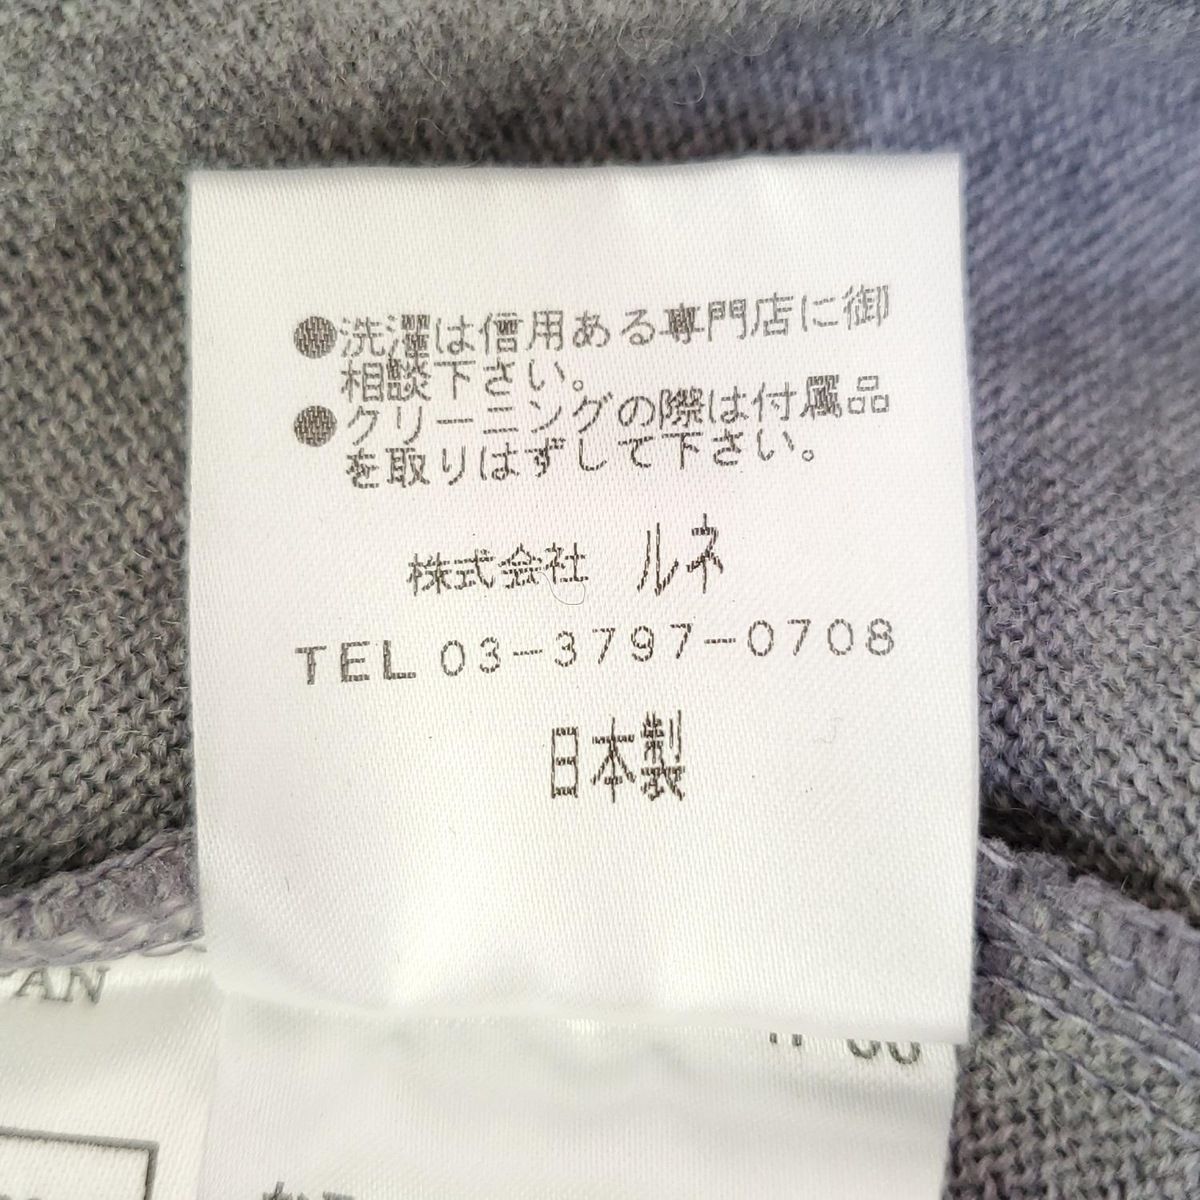 ●洗濯は信用ある専門店に御
相談下さい。
●クリーニングの際は付属品
を取りはずして下さい。
株式会社 ルネ
TEL 03-3797-0708
日本製
PAN